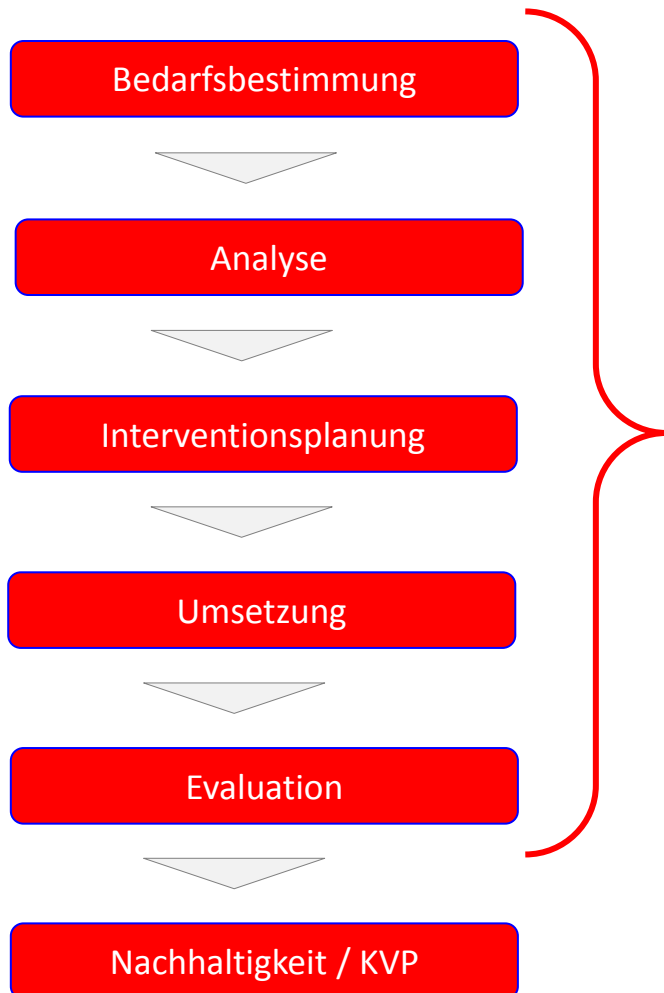 Bedarfsbestimmung
Analyse
Interventionsplanung
Umsetzung
Evaluation
Nachhaltigkeit / KVP